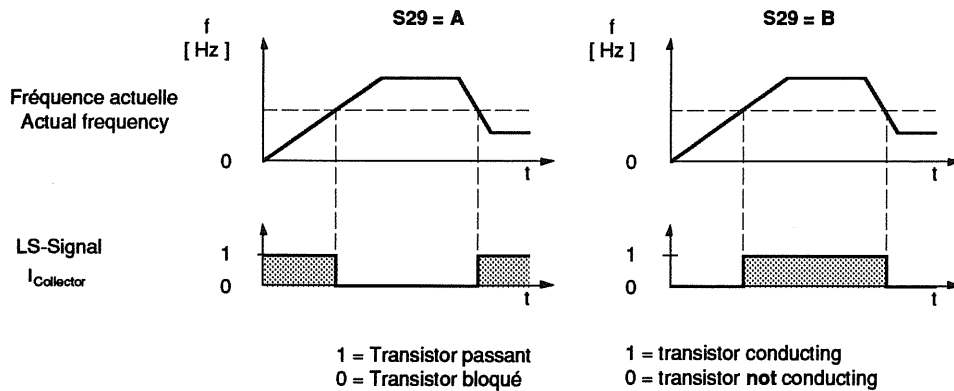 S29 = A
S29 = B
f
[ Hz ]
f
[ Hz ]
Fréquence actuelle
Actual frequency
0
t
0
t
LS-Signal
I Collector
1
0
t
1
0
t
1 = Transistor passant
0 = Transistor bloqué
1 = transistor conducting
0 = transistor not conducting